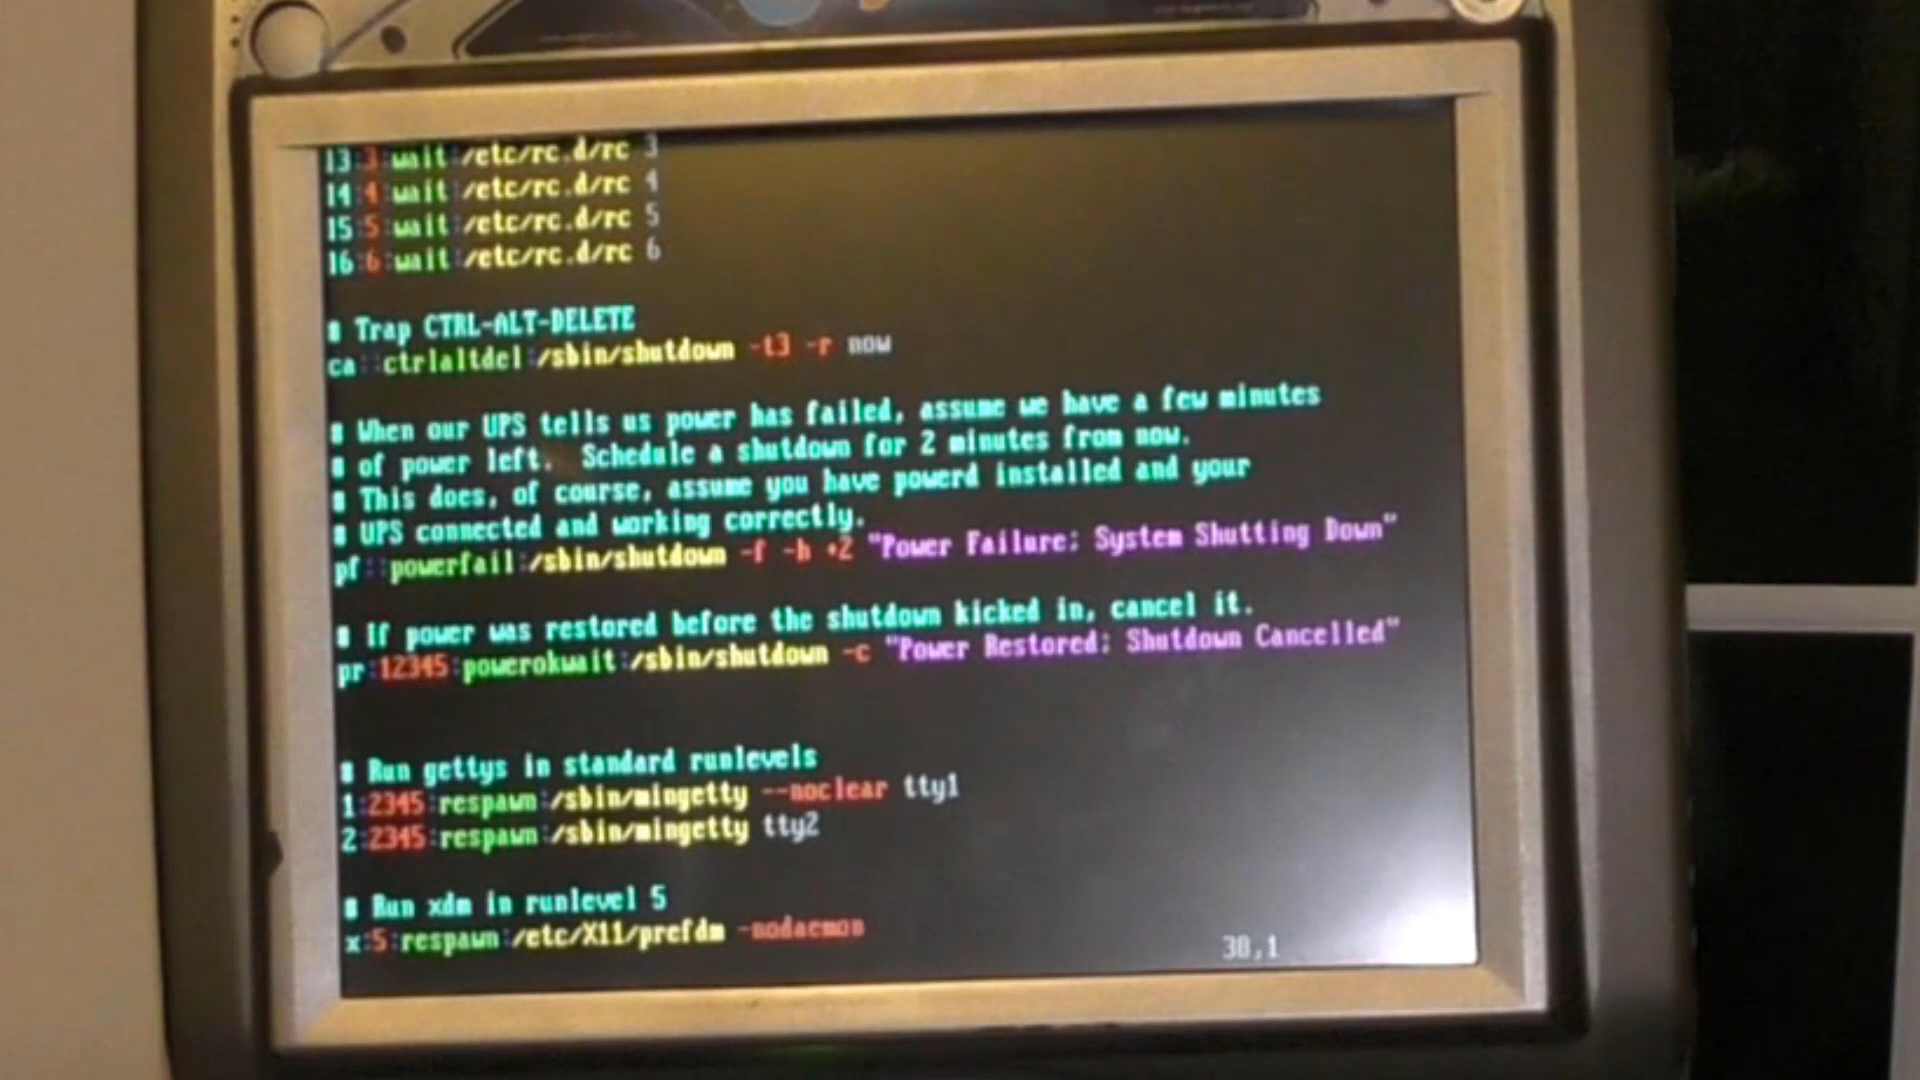 l3:3:wait:/etc/rc.d/rc 3
l4:4:wait:/etc/rc.d/rc 4
l5:5:wait:/etc/rc.d/rc 5
l6:6:wait:/etc/rc.d/rc 6
# Trap CTRL-ALT-DELETE
ca::ctrlaltdel:/sbin/shutdown -t3 -r now
# When our UPS tells us power has failed, assume we have a few minutes
# of power left.  Schedule a shutdown for 2 minutes from now.
# This does, of course, assume you have powerd installed and your
# UPS connected and working correctly.
pf::powerfail:/sbin/shutdown -f -h +2 "Power Failure; System Shutting Down"
# If power was restored before the shutdown kicked in, cancel it.
pr:12345:powerokwait:/sbin/shutdown -c "Power Restored; Shutdown Cancelled"
# Run gettys in standard runlevels
1:2345:respawn:/sbin/mingetty --noclear tty1
2:2345:respawn:/sbin/mingetty tty2
# Run xdm in runlevel 5
x:5:respawn:/etc/X11/prefdm -nodaemon
30,1